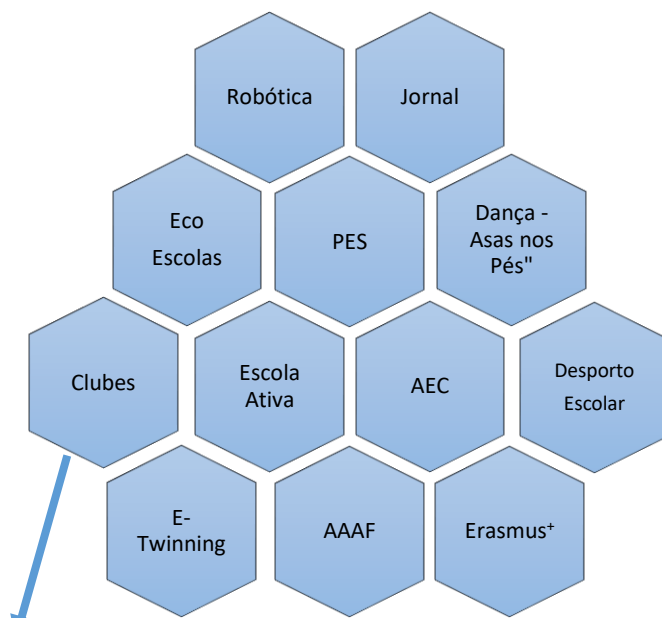 Robótica
Jornal
Eco
Escolas
PES
Dança -
Asas nos
Pés"
Clubes
Escola
Ativa
AEC
Desporto
Escolar
E-
Twinning
AAAF
Erasmus⁺